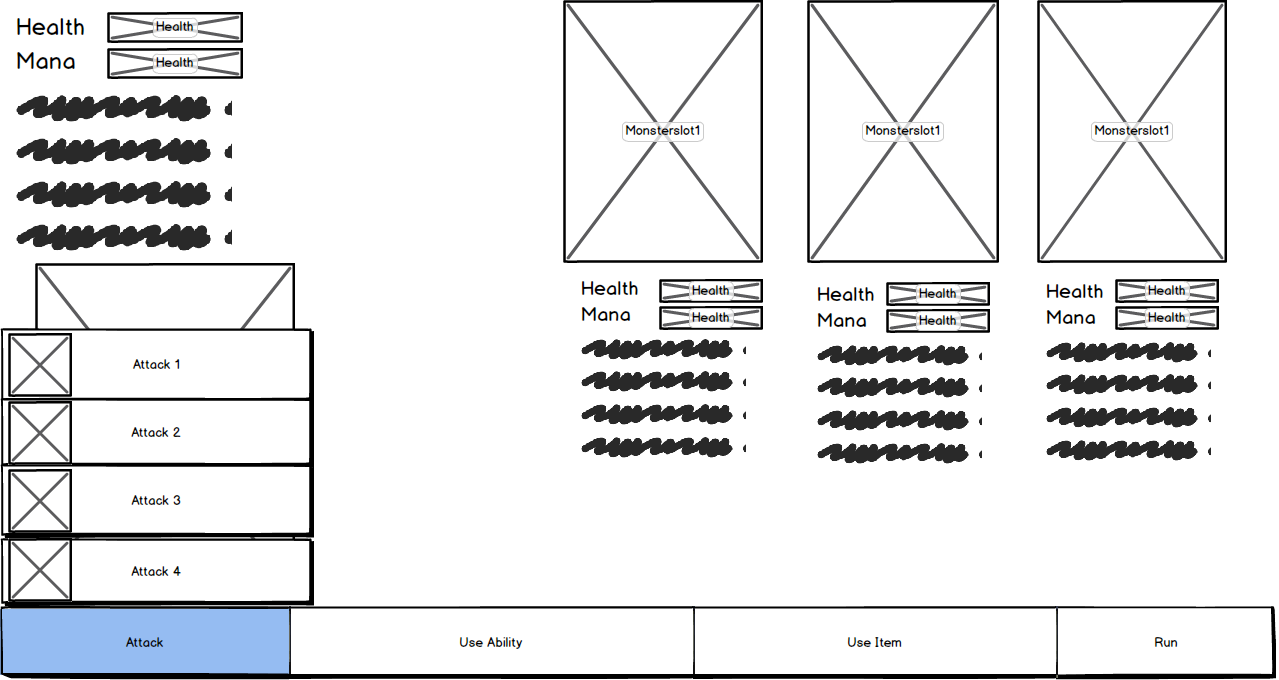 Health Health
Mana Health
Monsterslot1 Monsterslot1 Monsterslot1
Health Health Health Health Health Health
Mana Health Mana Health Mana Health
Attack 1
Attack 2
Attack 3
Attack 4
Attack Use Ability Use Item Run